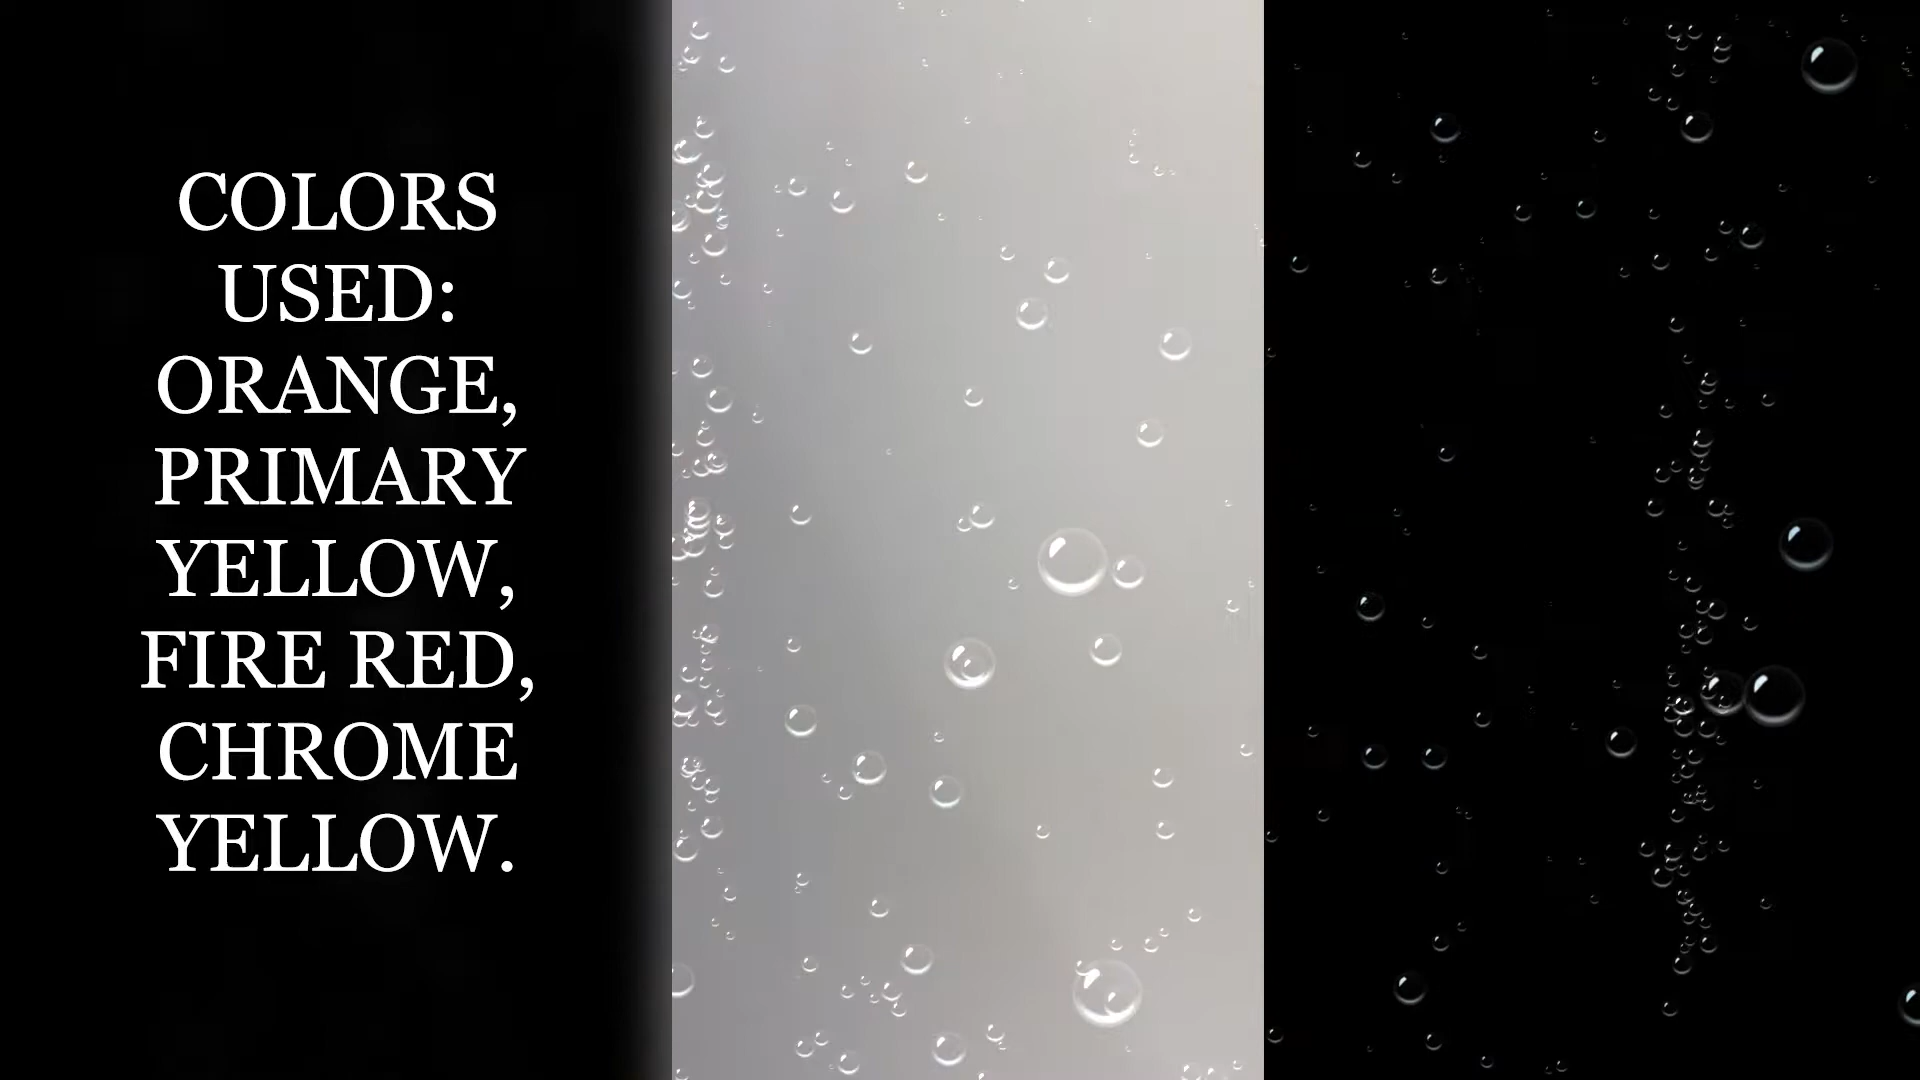 COLORS
USED:
ORANGE,
PRIMARY
YELLOW,
FIRE RED,
CHROME
YELLOW.